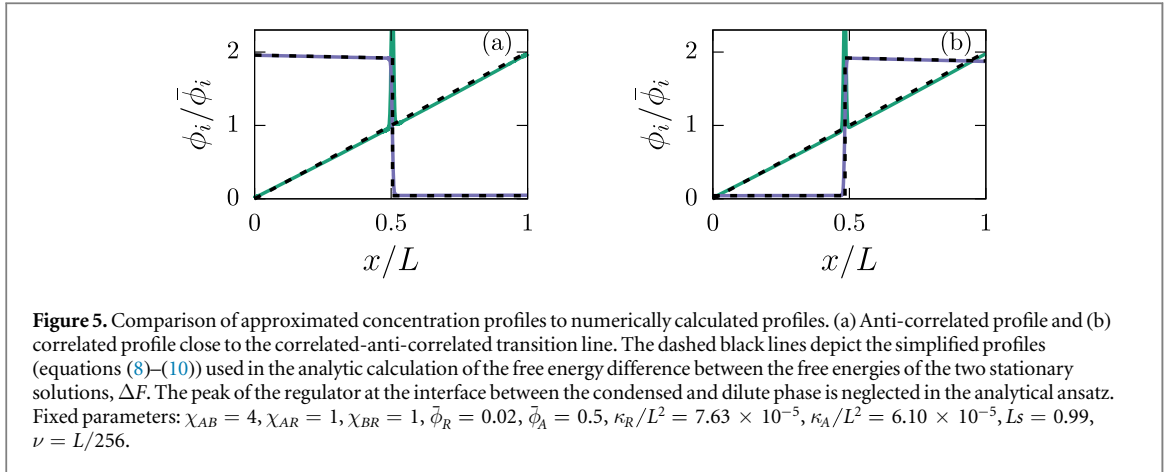 (a)
2
1
0
ϕ_i/ϕ̄_i
0
0.5
1
x/L
(b)
2
1
0
ϕ_i/ϕ̄_i
0
0.5
1
x/L
Figure 5. Comparison of approximated concentration profiles to numerically calculated profiles. (a) Anti-correlated profile and (b)
correlated profile close to the correlated-anti-correlated transition line. The dashed black lines depict the simplified profiles
(equations (8)–(10)) used in the analytic calculation of the free energy difference between the free energies of the two stationary
solutions, ΔF. The peak of the regulator at the interface between the condensed and dilute phase is neglected in the analytical ansatz.
Fixed parameters: χ_AB = 4, χ_AR = 1, χ_BR = 1, ϕ̄_R = 0.02, ϕ̄_A = 0.5, κ_R/L² = 7.63 × 10⁻⁵, κ_A/L² = 6.10 × 10⁻⁵, Ls = 0.99,
ν = L/256.